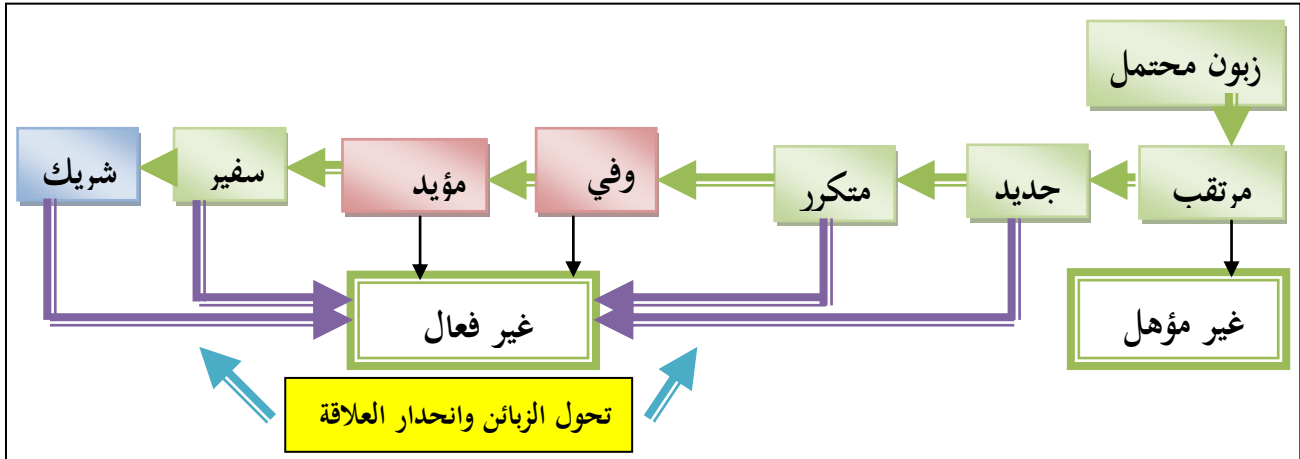 زبون محتمل
مرتقب
جديد
متكرر
وفي
مؤيد
سفير
شريك
غير مؤهل
غير فعال
تحول الزبائن وانحدار العلاقة